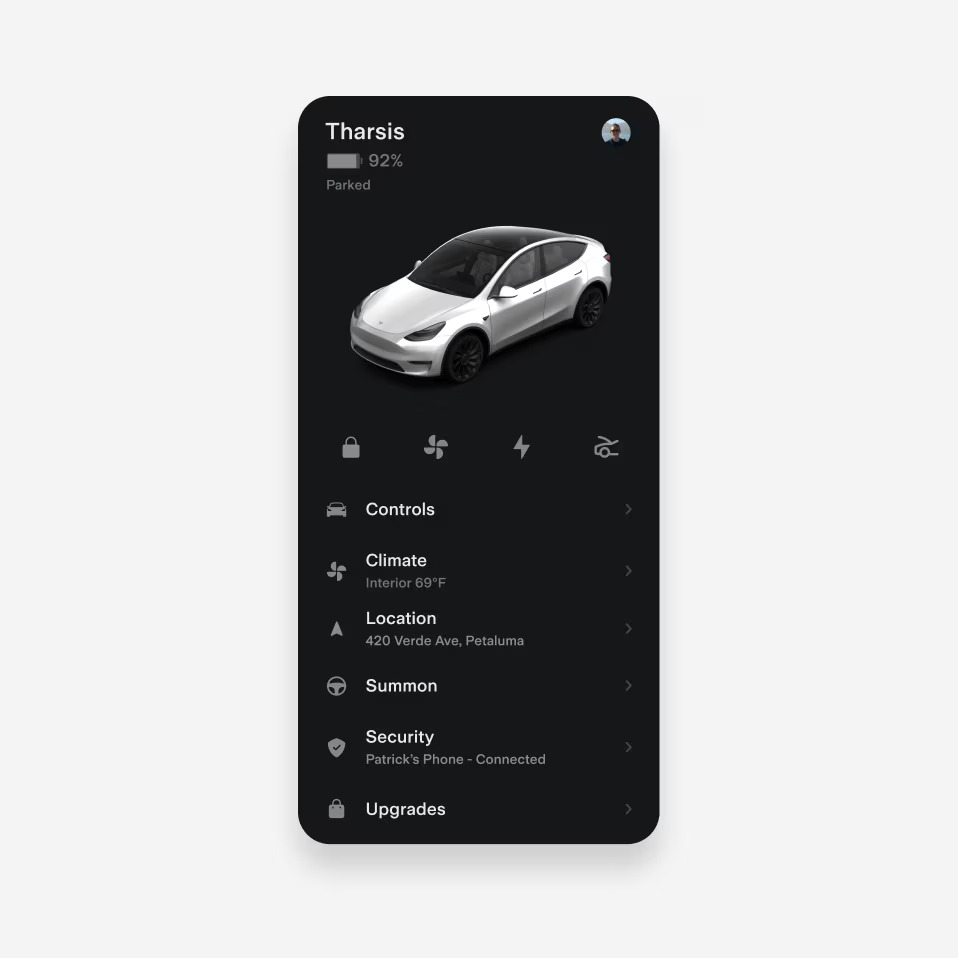 Tharsis
92%
Parked
Controls
Climate
Interior 69°F
Location
420 Verde Ave, Petaluma
Summon
Security
Patrick’s Phone - Connected
Upgrades